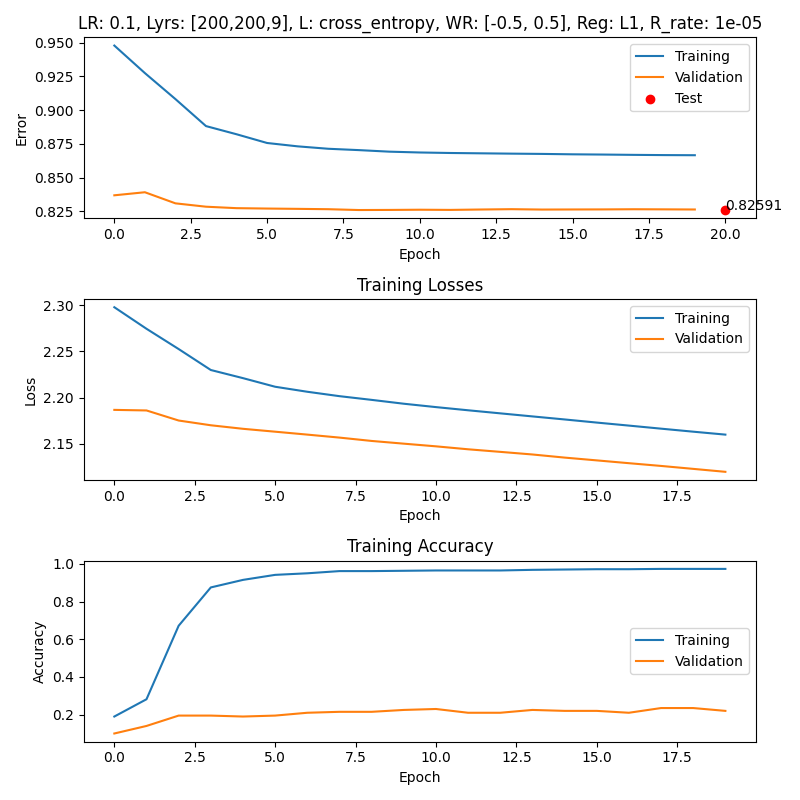 LR: 0.1, Lyrs: [200,200,9], L: cross_entropy, WR: [-0.5, 0.5], Reg: L1, R_rate: 1e-05
0.950
0.925
0.900
0.875
0.850
0.825
Error
Training
Validation
Test
0.82591
0.0
2.5
5.0
7.5
10.0
12.5
15.0
17.5
20.0
Epoch
Training Losses
2.30
2.25
2.20
2.15
Loss
Training
Validation
0.0
2.5
5.0
7.5
10.0
12.5
15.0
17.5
Epoch
Training Accuracy
1.0
0.8
0.6
0.4
0.2
Accuracy
Training
Validation
0.0
2.5
5.0
7.5
10.0
12.5
15.0
17.5
Epoch